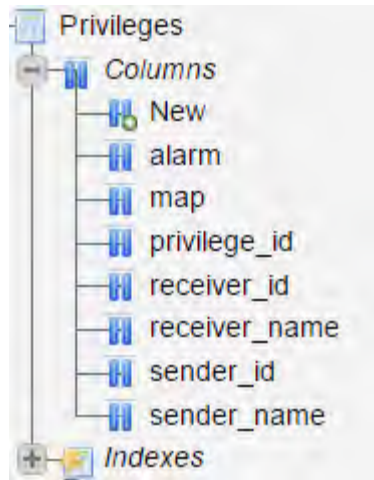 Privileges
Columns
New
alarm
map
privilege_id
receiver_id
receiver_name
sender_id
sender_name
Indexes